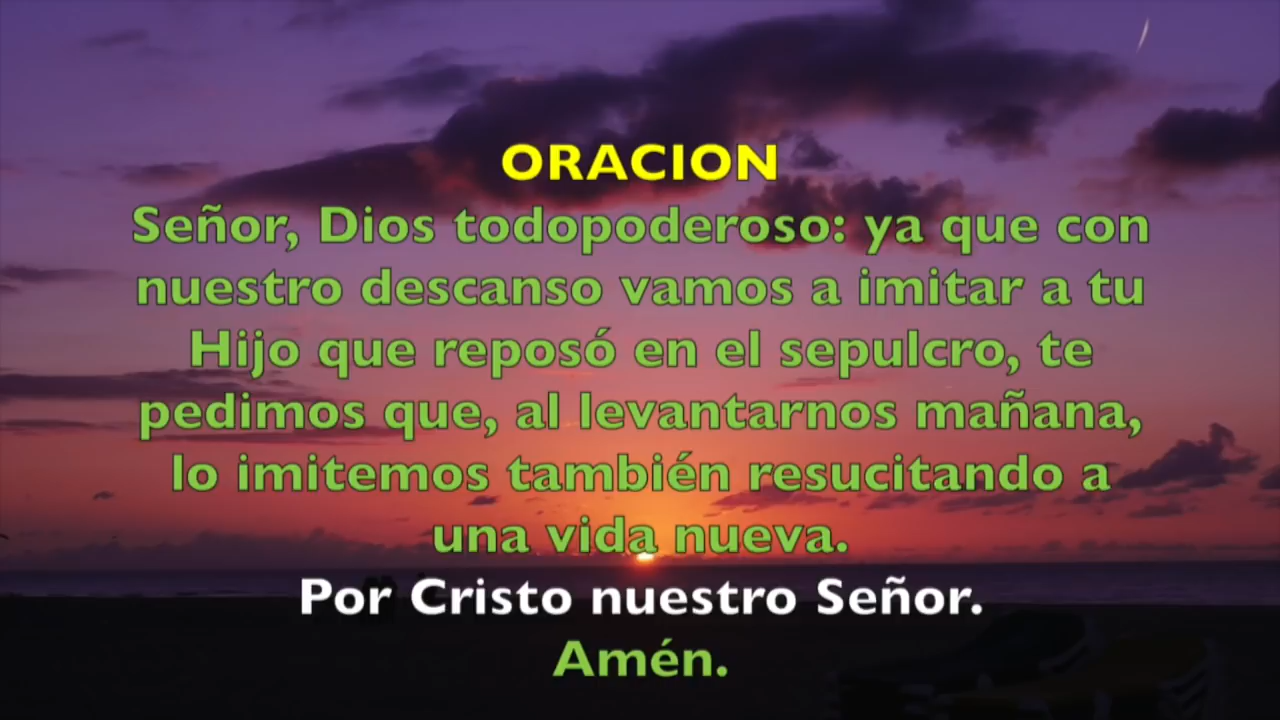 ORACION
Señor, Dios todopoderoso: ya que con
nuestro descanso vamos a imitar a tu
Hijo que reposó en el sepulcro, te
pedimos que, al levantarnos mañana,
lo imitemos también resucitando a
una vida nueva.
Por Cristo nuestro Señor.
Amén.